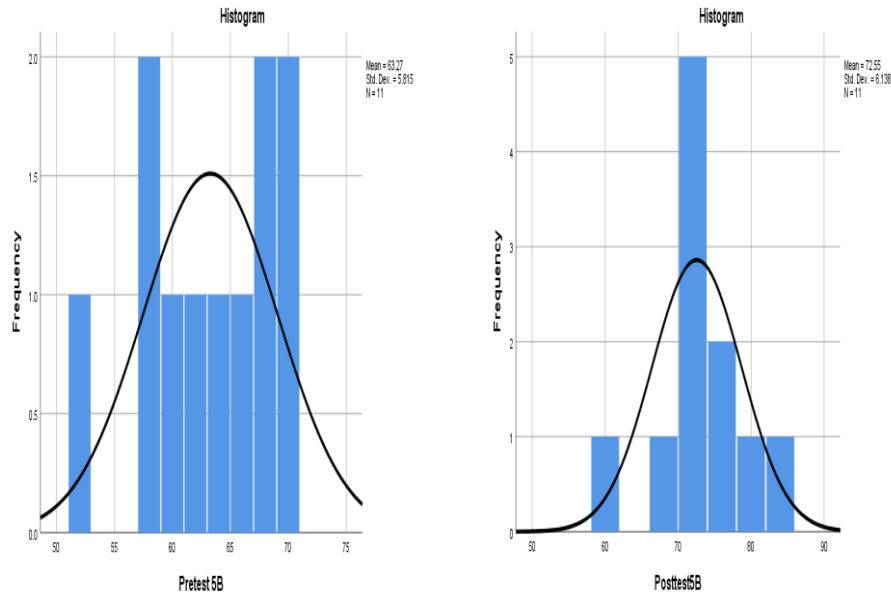 Histogram
Mean = 63.27
Std. Dev. = 5.815
N = 11
2.0
1.5
1.0
0.5
0.0
Frequency
50 55 60 65 70 75
Pretest 5B
Histogram
Mean = 72.55
Std. Dev. = 6.138
N = 11
5
4
3
2
1
0
Frequency
50 60 70 80 90
Posttest5B